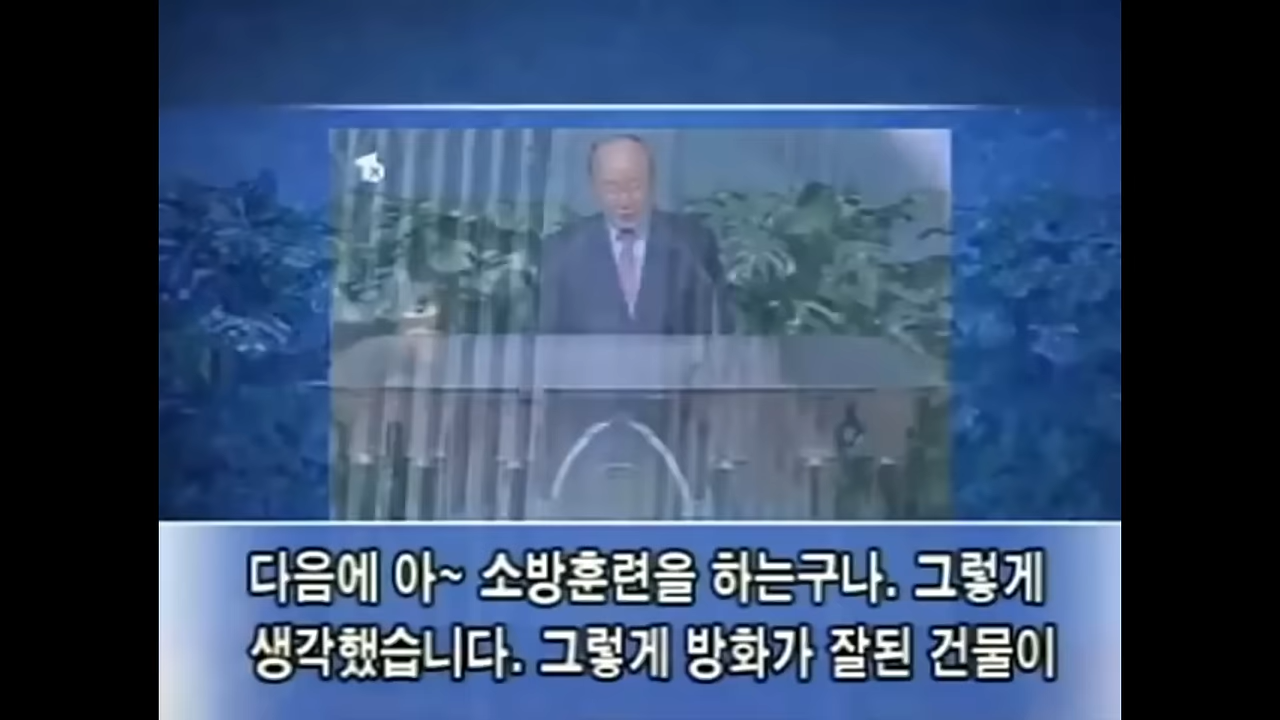 다음에 아~ 소방훈련을 하는구나. 그렇게
생각했습니다. 그렇게 방화가 잘된 건물이